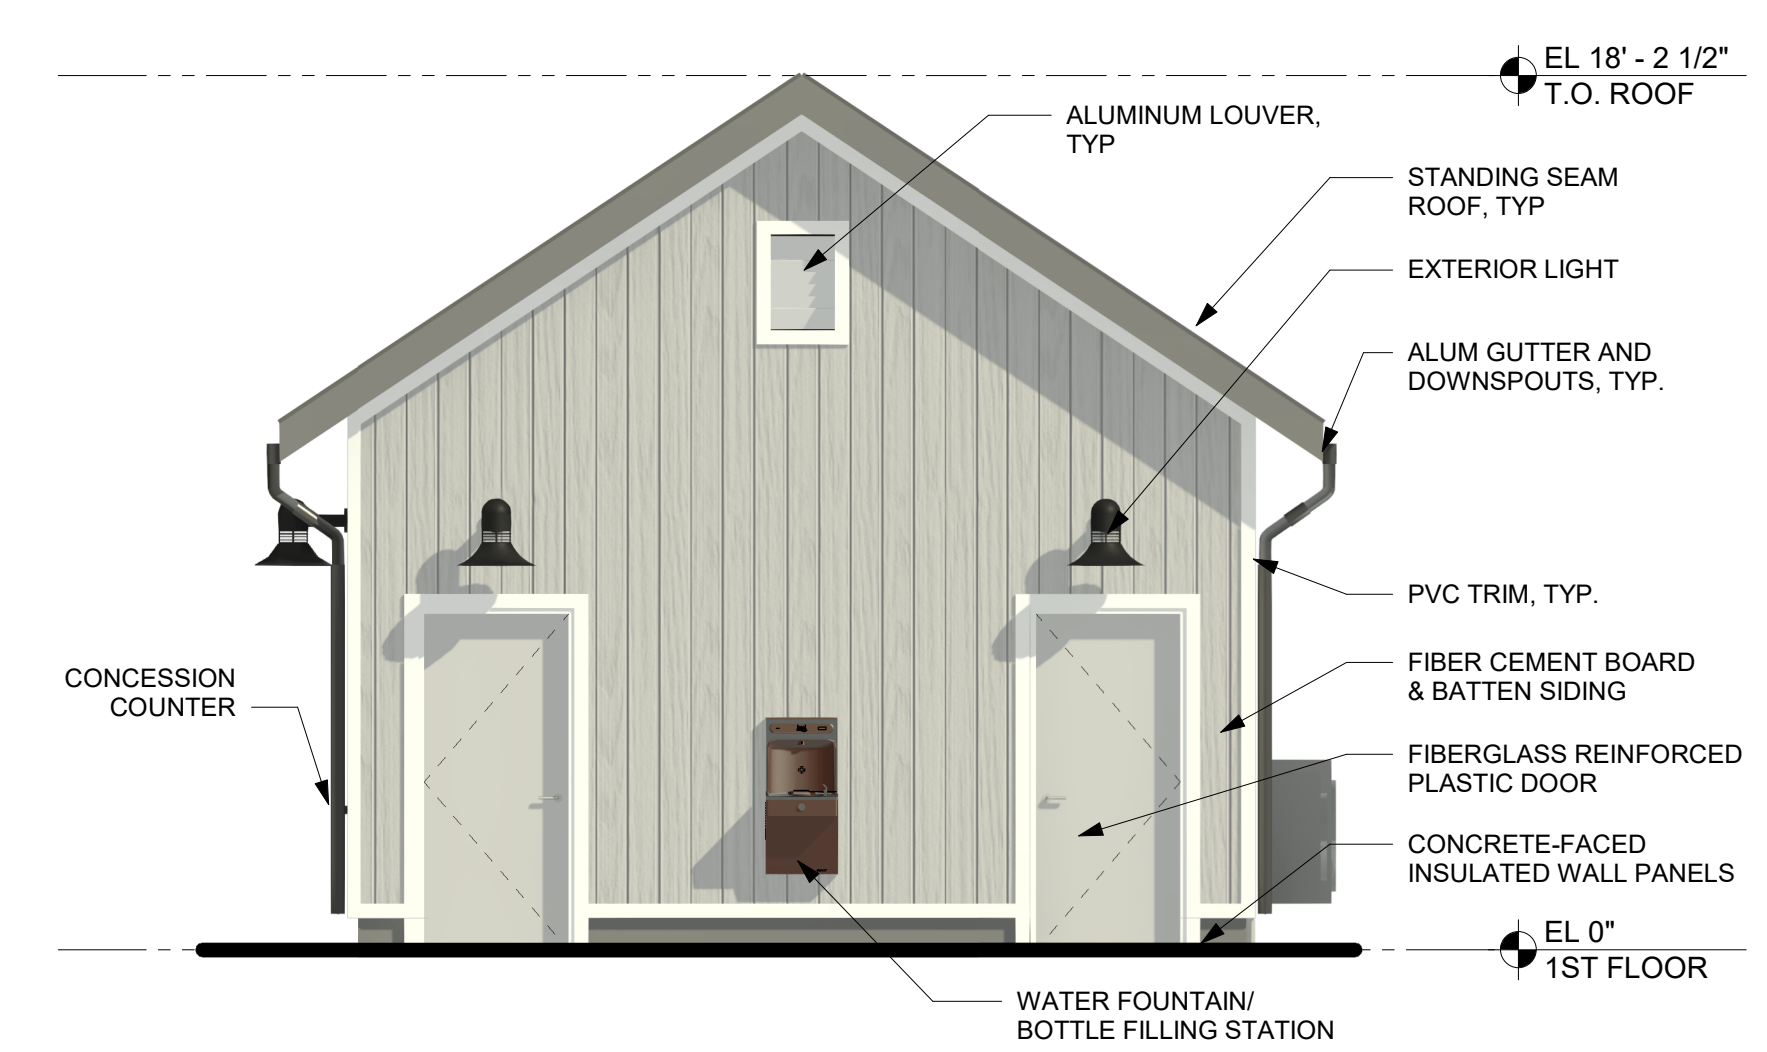 EL 18' - 2 1/2"
T.O. ROOF
ALUMINUM LOUVER,
TYP
STANDING SEAM
ROOF, TYP
EXTERIOR LIGHT
ALUM GUTTER AND
DOWNSPOUTS, TYP.
PVC TRIM, TYP.
CONCESSION
COUNTER
FIBER CEMENT BOARD
& BATTEN SIDING
FIBERGLASS REINFORCED
PLASTIC DOOR
CONCRETE-FACED
INSULATED WALL PANELS
EL 0"
1ST FLOOR
WATER FOUNTAIN/
BOTTLE FILLING STATION